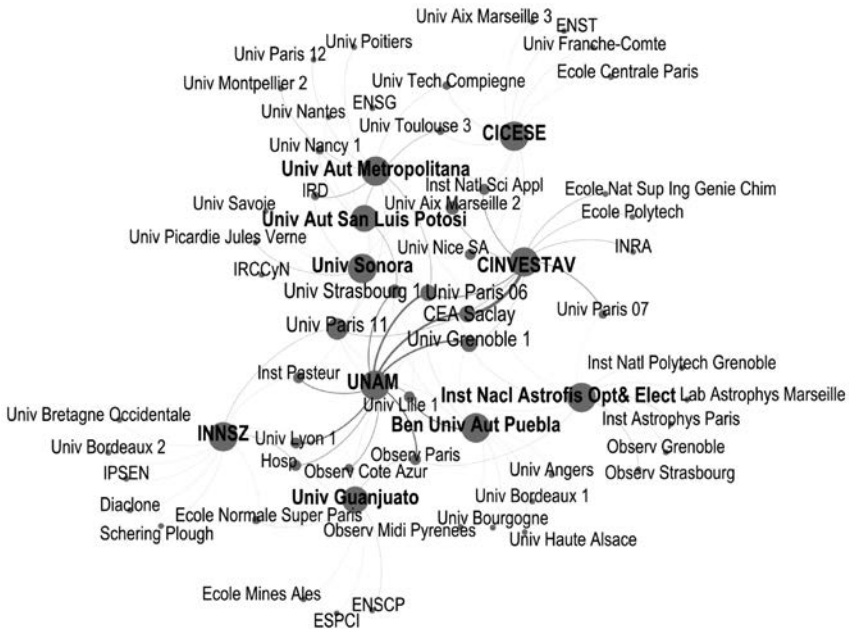 Univ Aix Marseille 3
ENST
Univ Poitiers
Univ Franche-Comte
Univ Paris 12
Ecole Centrale Paris
Univ Montpellier 2
Univ Tech Compiegne
ENSG
Univ Nantes
Univ Toulouse 3
CICESE
Univ Nancy 1
Univ Aut Metropolitana
IRD
Inst Natl Sci Appl
Ecole Nat Sup Ing Genie Chim
Univ Savoie
Univ Aix Marseille 2
Ecole Polytech
Univ Aut San Luis Potosi
Univ Picardie Jules Verne
Univ Nice SA
INRA
IRCCyN
Univ Sonora
CINVESTAV
Univ Strasbourg 1
Univ Paris 06
CEA Saclay
Univ Paris 07
Univ Paris 11
Univ Grenoble 1
Inst Natl Polytech Grenoble
Inst Pasteur
UNAM
Inst Nacl Astrofis Opt& Elect
Lab Astrophys Marseille
Univ Lille 1
Univ Bretagne Occidentale
Inst Astrophys Paris
Ben Univ Aut Puebla
INNSZ
Univ Lyon 1
Univ Bordeaux 2
Observ Grenoble
Hosp
Observ Paris
IPSEN
Observ Cote Azur
Univ Angers
Observ Strasbourg
Univ Guanjuato
Univ Bordeaux 1
Diaclone
Ecole Normale Super Paris
Univ Bourgogne
Schering Plough
Observ Midi Pyrenees
Univ Haute Alsace
Ecole Mines Ales
ENSCP
ESPCI